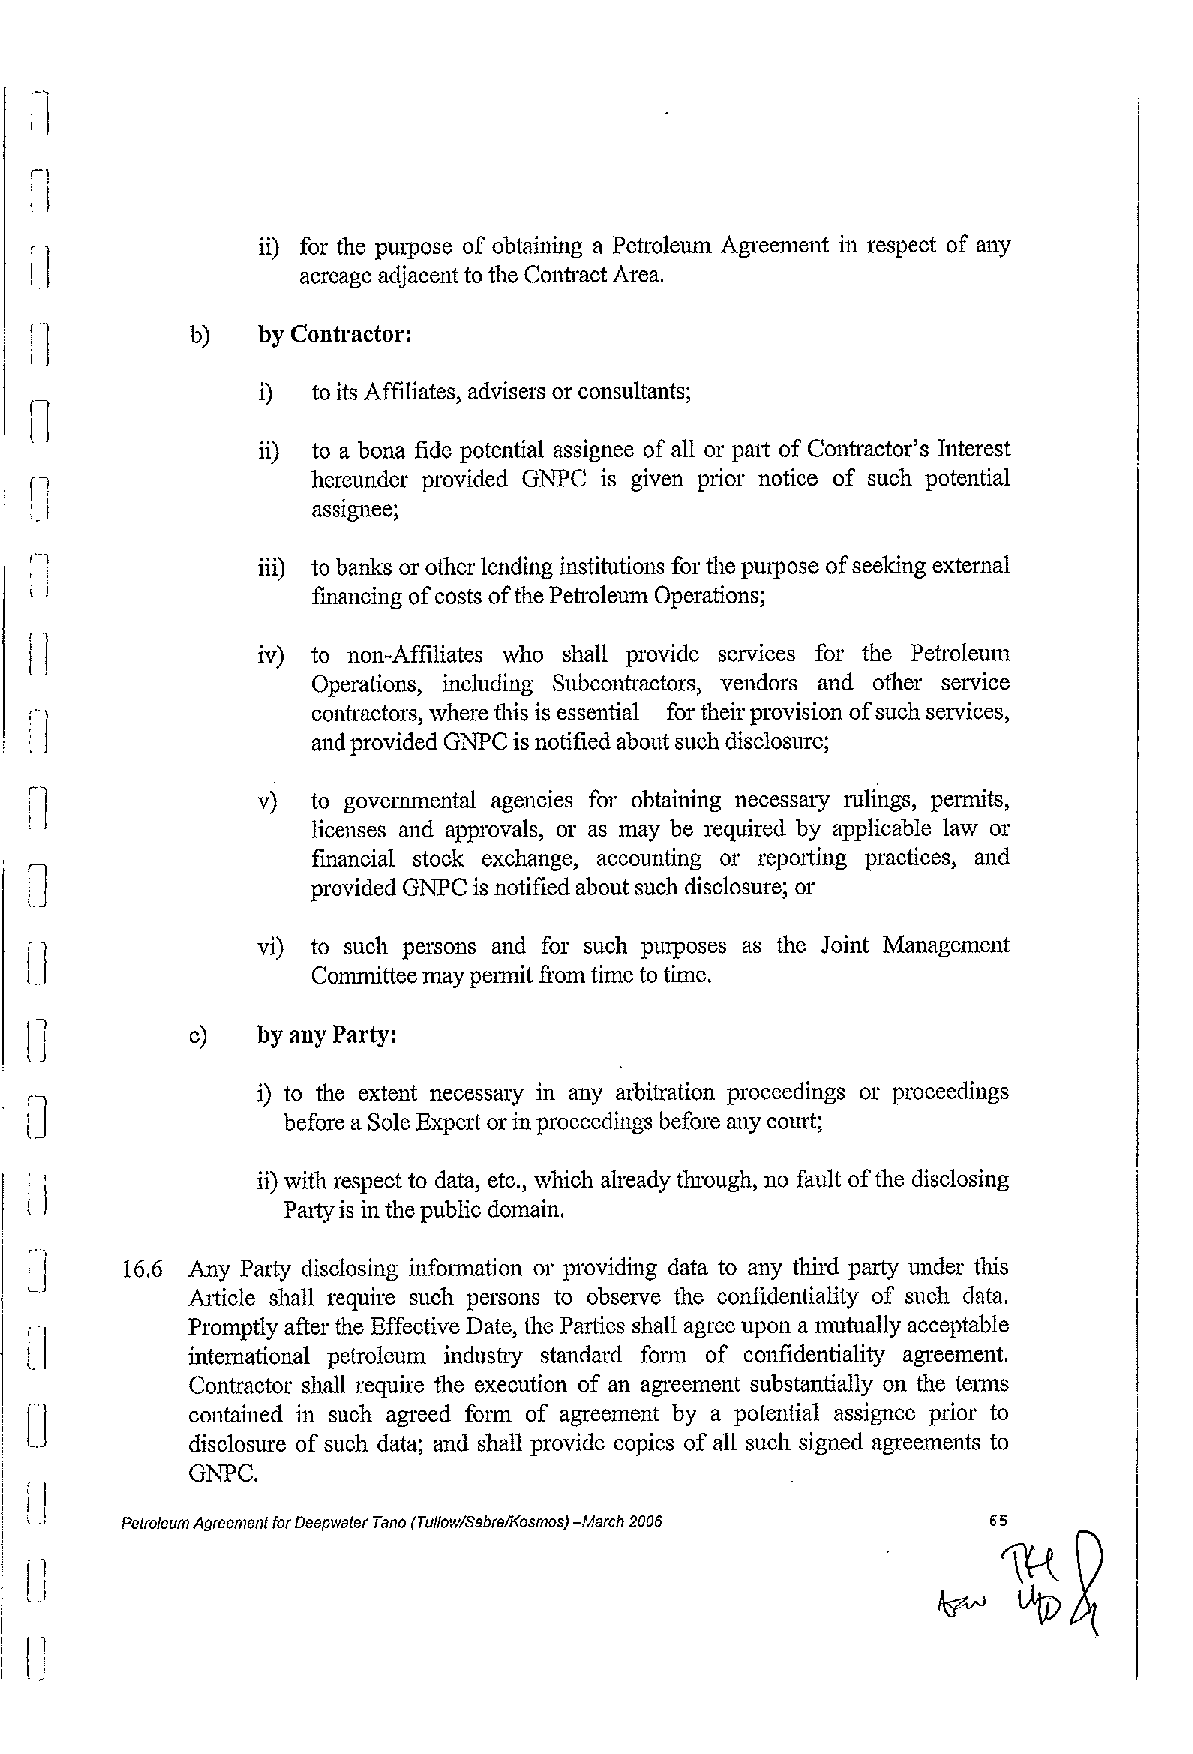 ii) for the purpose of obtaining a Petroleum Agreement in respect of any
acreage adjacent to the Contract Area.
b) by Contractor:
i) to its Affiliates, advisers or consultants;
ii) to a bona fide potential assignee of all or part of Contractor's Interest
hereunder provided GNPC is given prior notice of such potential
assignee;
iii) to banks or other lending institutions for the purpose of seeking external
financing of costs of the Petroleum Operations;
iv) to non-Affiliates who shall provide services for the Petroleum
Operations, including Subcontractors, vendors and other service
contractors, where this is essential for their provision of such services,
and provided GNPC is notified about such disclosure;
v) to governmental agencies for obtaining necessary rulings, permits,
licenses and approvals, or as may be required by applicable law or
financial stock exchange, accounting or reporting practices, and
provided GNPC is notified about such disclosure; or
vi) to such persons and for such purposes as the Joint Management
Committee may permit from time to time.
c) by any Party:
i) to the extent necessary in any arbitration proceedings or proceedings
before a Sole Expert or in proceedings before any court;
ii) with respect to data, etc., which already through, no fault of the disclosing
Party is in the public domain.
16.6 Any Party disclosing information or providing data to any third party under this
Article shall require such persons to observe the confidentiality of such data.
Promptly after the Effective Date, the Parties shall agree upon a mutually acceptable
international petroleum industry standard form of confidentiality agreement.
Contractor shall require the execution of an agreement substantially on the terms
contained in such agreed form of agreement by a potential assignee prior to
disclosure of such data; and shall provide copies of all such signed agreements to
GNPC.
Petroleum Agreement for Deepwater Tano (Tullow/Sabre/Kosmos) –March 2006 65